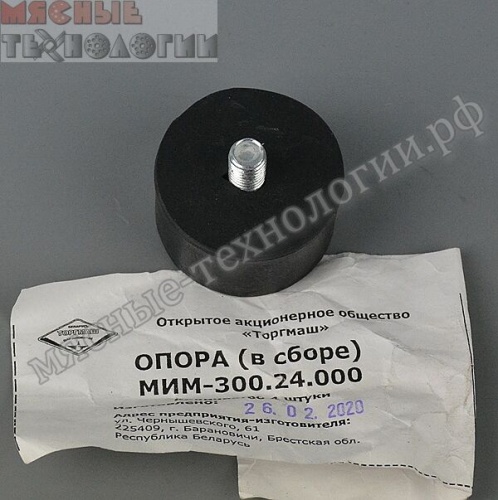 МЯСНЫЕ
ТЕХНОЛОГИИ
мясные-технологии.рф
ТОРГМАШ
Открытое акционерное общество
«Торгмаш»
ОПОРА (в сборе)
МИМ-300.24.000
штуки
26.02.2020
Адрес предприятия-изготовителя:
ул. Чернышевского, 61
225409, г. Барановичи, Брестская обл.
Республика Беларусь